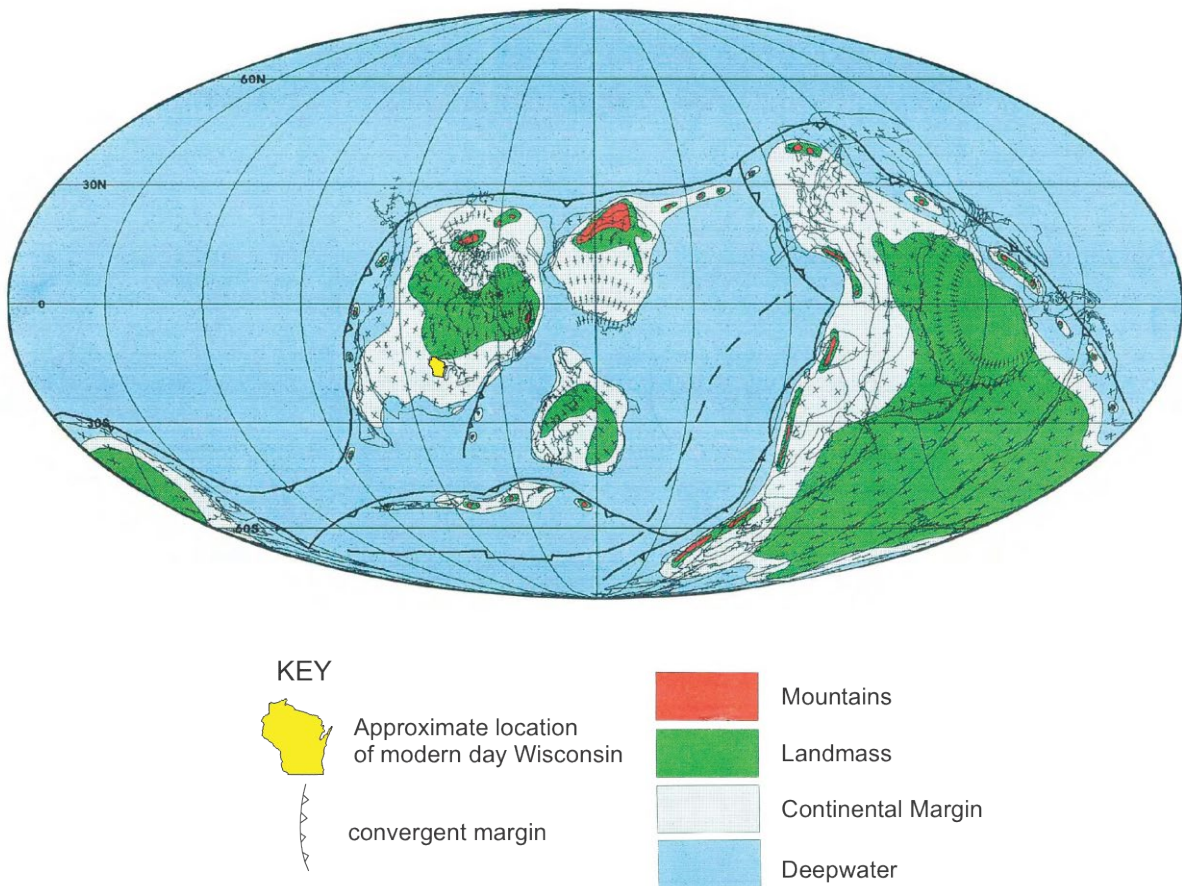 60N
30N
0
30S
60S
KEY
Approximate location
of modern day Wisconsin
convergent margin
Mountains
Landmass
Continental Margin
Deepwater